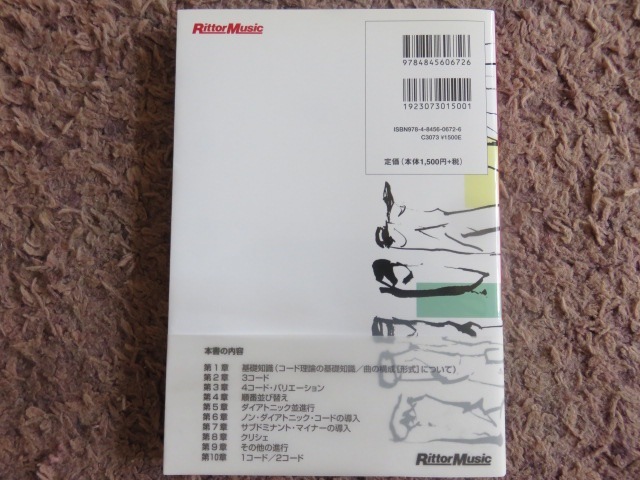 RittorMusic
9784845606726
1923073015001
ISBN978-4-8456-0672-6
C3073 ¥1500E
定価(本体1,500円+税)
本書の内容
第1章 基礎知識(コード理論の基礎知識/曲の構成[形式]について)
第2章 3コード
第3章 4コード・バリエーション
第4章 順番並び替え
第5章 ダイアトニック並進行
第6章 ノン・ダイアトニック・コードの導入
第7章 サブドミナント・マイナーの導入
第8章 クリシェ
第9章 その他の進行
第10章 1コード/2コード
RittorMusic